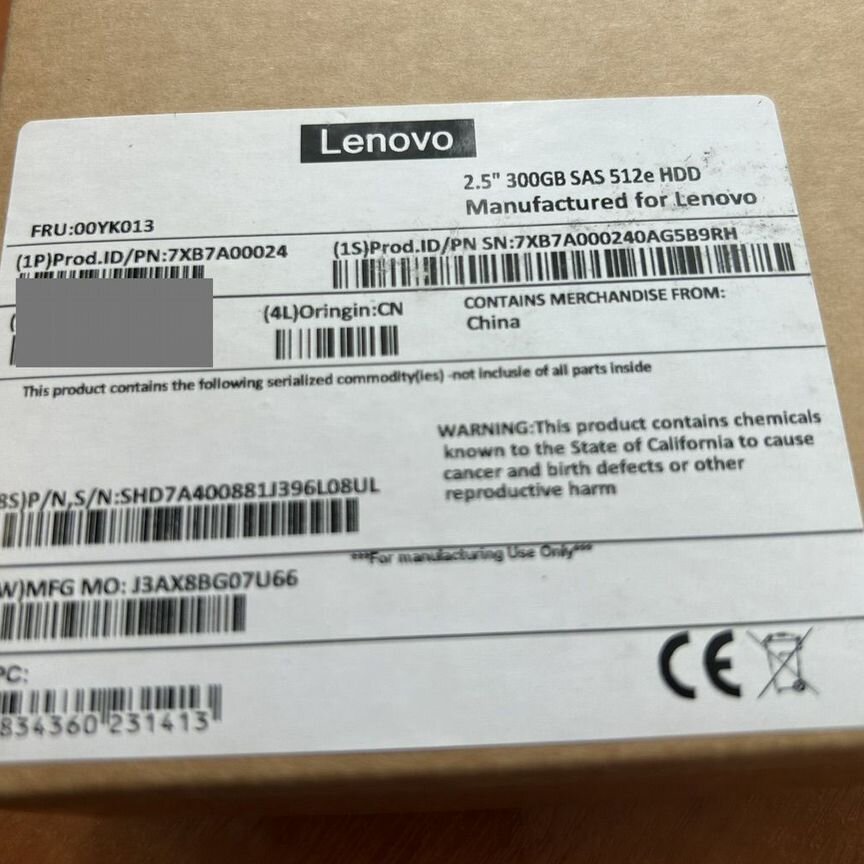 Lenovo
2.5" 300GB SAS 512e HDD
Manufactured for Lenovo
FRU:00YK013
(1P)Prod.ID/PN:7XB7A00024
(1S)Prod.ID/PN SN:7XB7A000240AG5B9RH
(
(4L)Oringin:CN
CONTAINS MERCHANDISE FROM:
China
This product contains the following serialized commodity(ies) -not inclusie of all parts inside
WARNING:This product contains chemicals
known to the State of California to cause
cancer and birth defects or other
reproductive harm
8S)P/N,S/N:SHD7A400881J396L08UL
***For manufacturing Use Only***
W)MFG MO: J3AX8BG07U66
PC:
834360 231413
CE